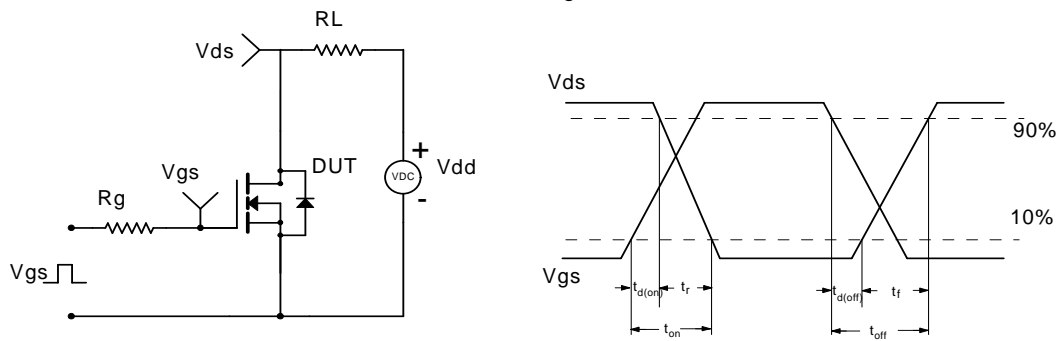 RL
Vds
Vgs
DUT
VDC
+
-
Vdd
Rg
Vgs
Vds
90%
10%
Vgs
td(on)
tr
ton
td(off)
tf
toff